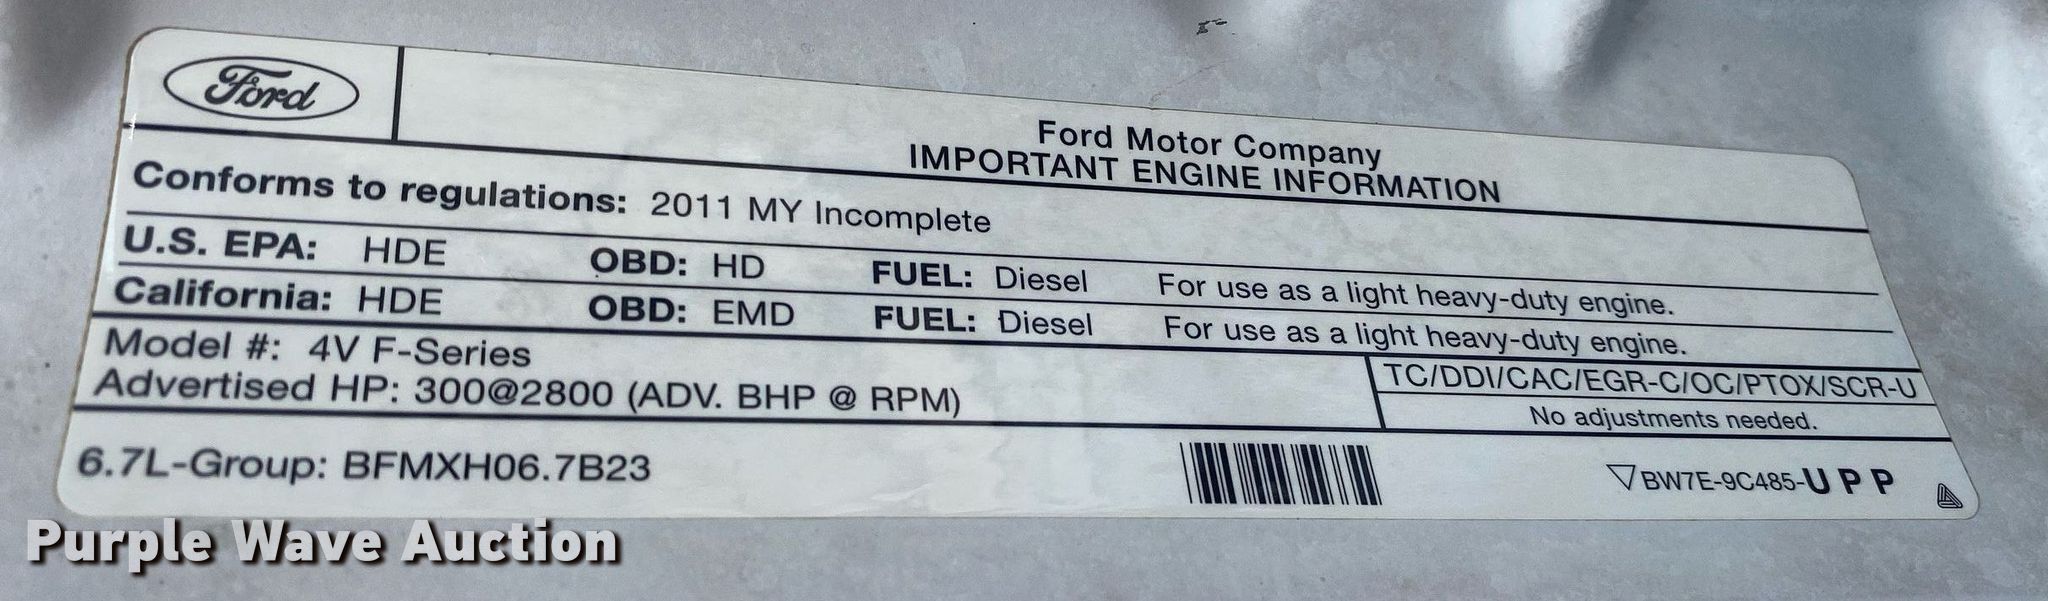 Ford
Ford Motor Company
IMPORTANT ENGINE INFORMATION
Conforms to regulations: 2011 MY Incomplete
U.S. EPA: HDE OBD: HD FUEL: Diesel For use as a light heavy-duty engine.
California: HDE OBD: EMD FUEL: Diesel For use as a light heavy-duty engine.
Model #: 4V F-Series
Advertised HP: 300@2800 (ADV. BHP @ RPM)
TC/DDI/CAC/EGR-C/OC/PTOX/SCR-U
No adjustments needed.
6.7L-Group: BFMXH06.7B23
BW7E-9C485-UPP
Purple Wave Auction